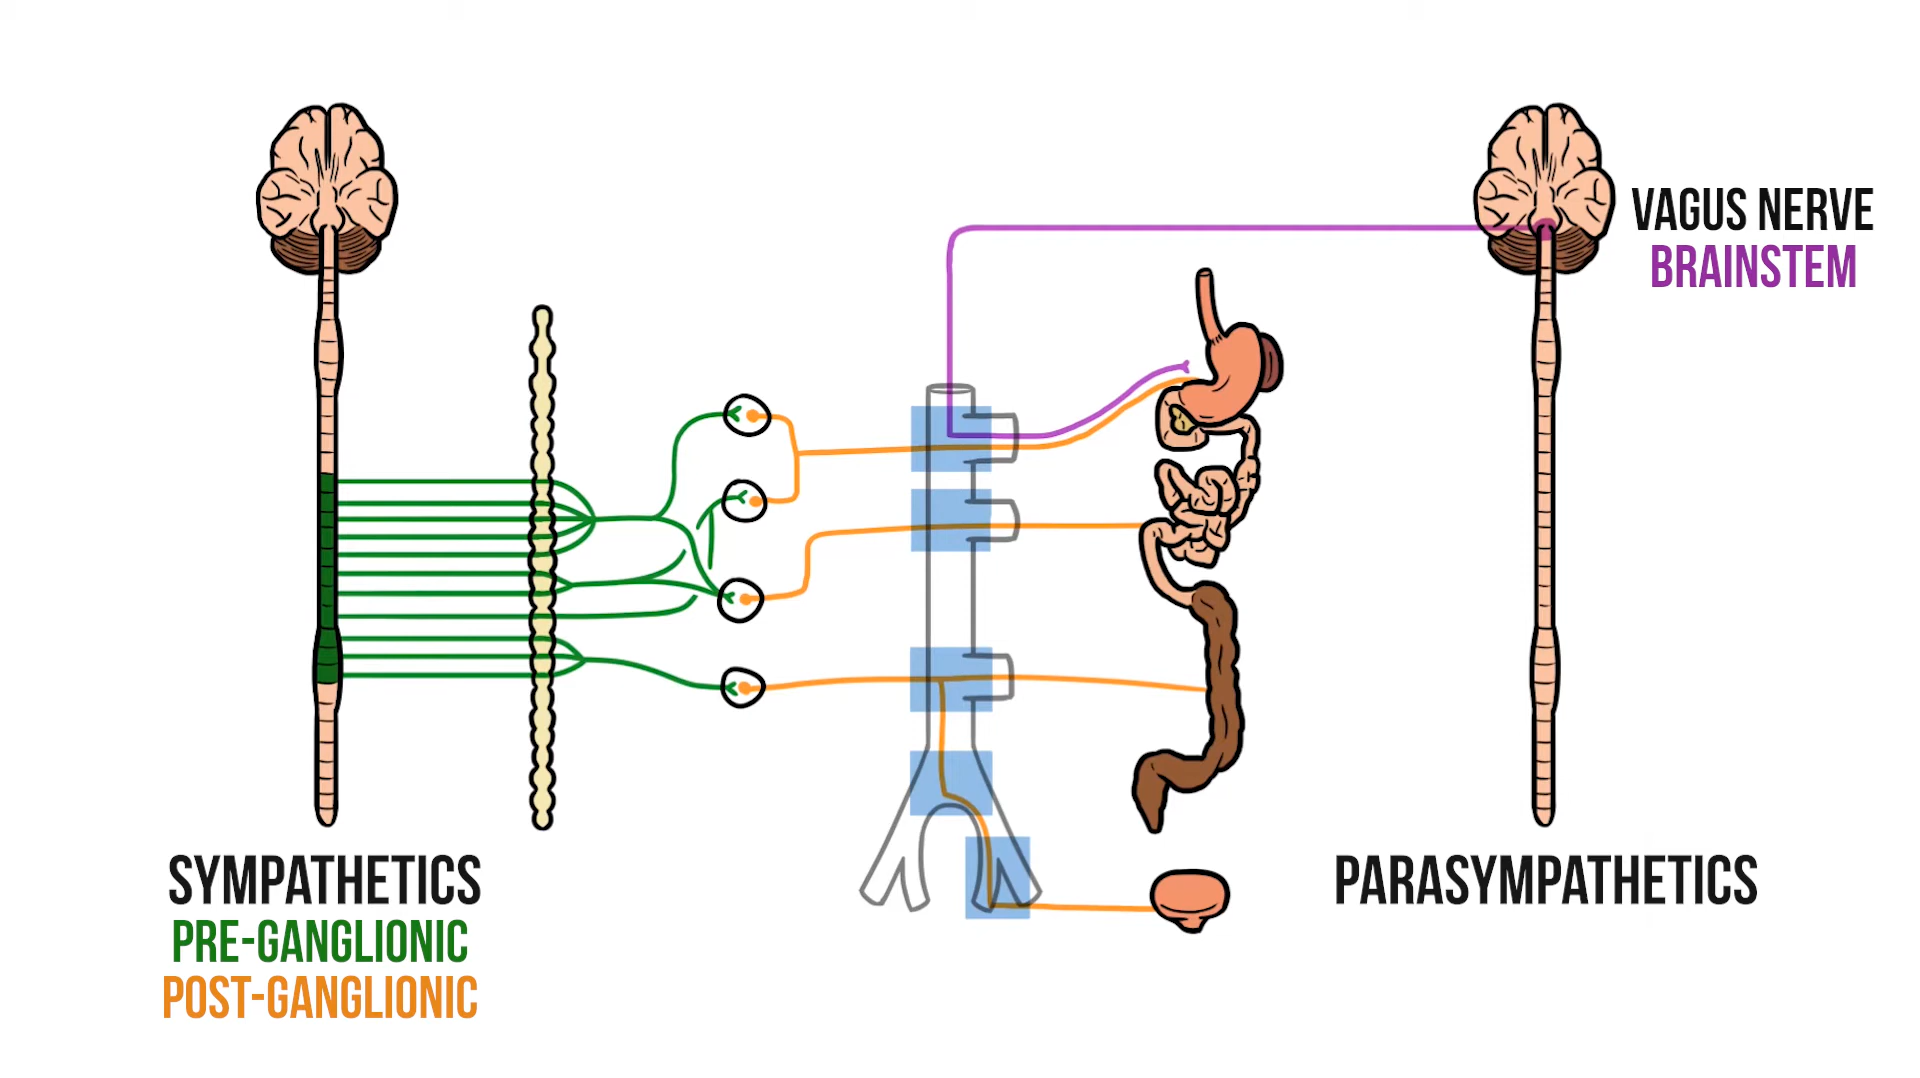 VAGUS NERVE
BRAINSTEM
SYMPATHETICS
PRE-GANGLIONIC
POST-GANGLIONIC
PARASYMPATHETICS